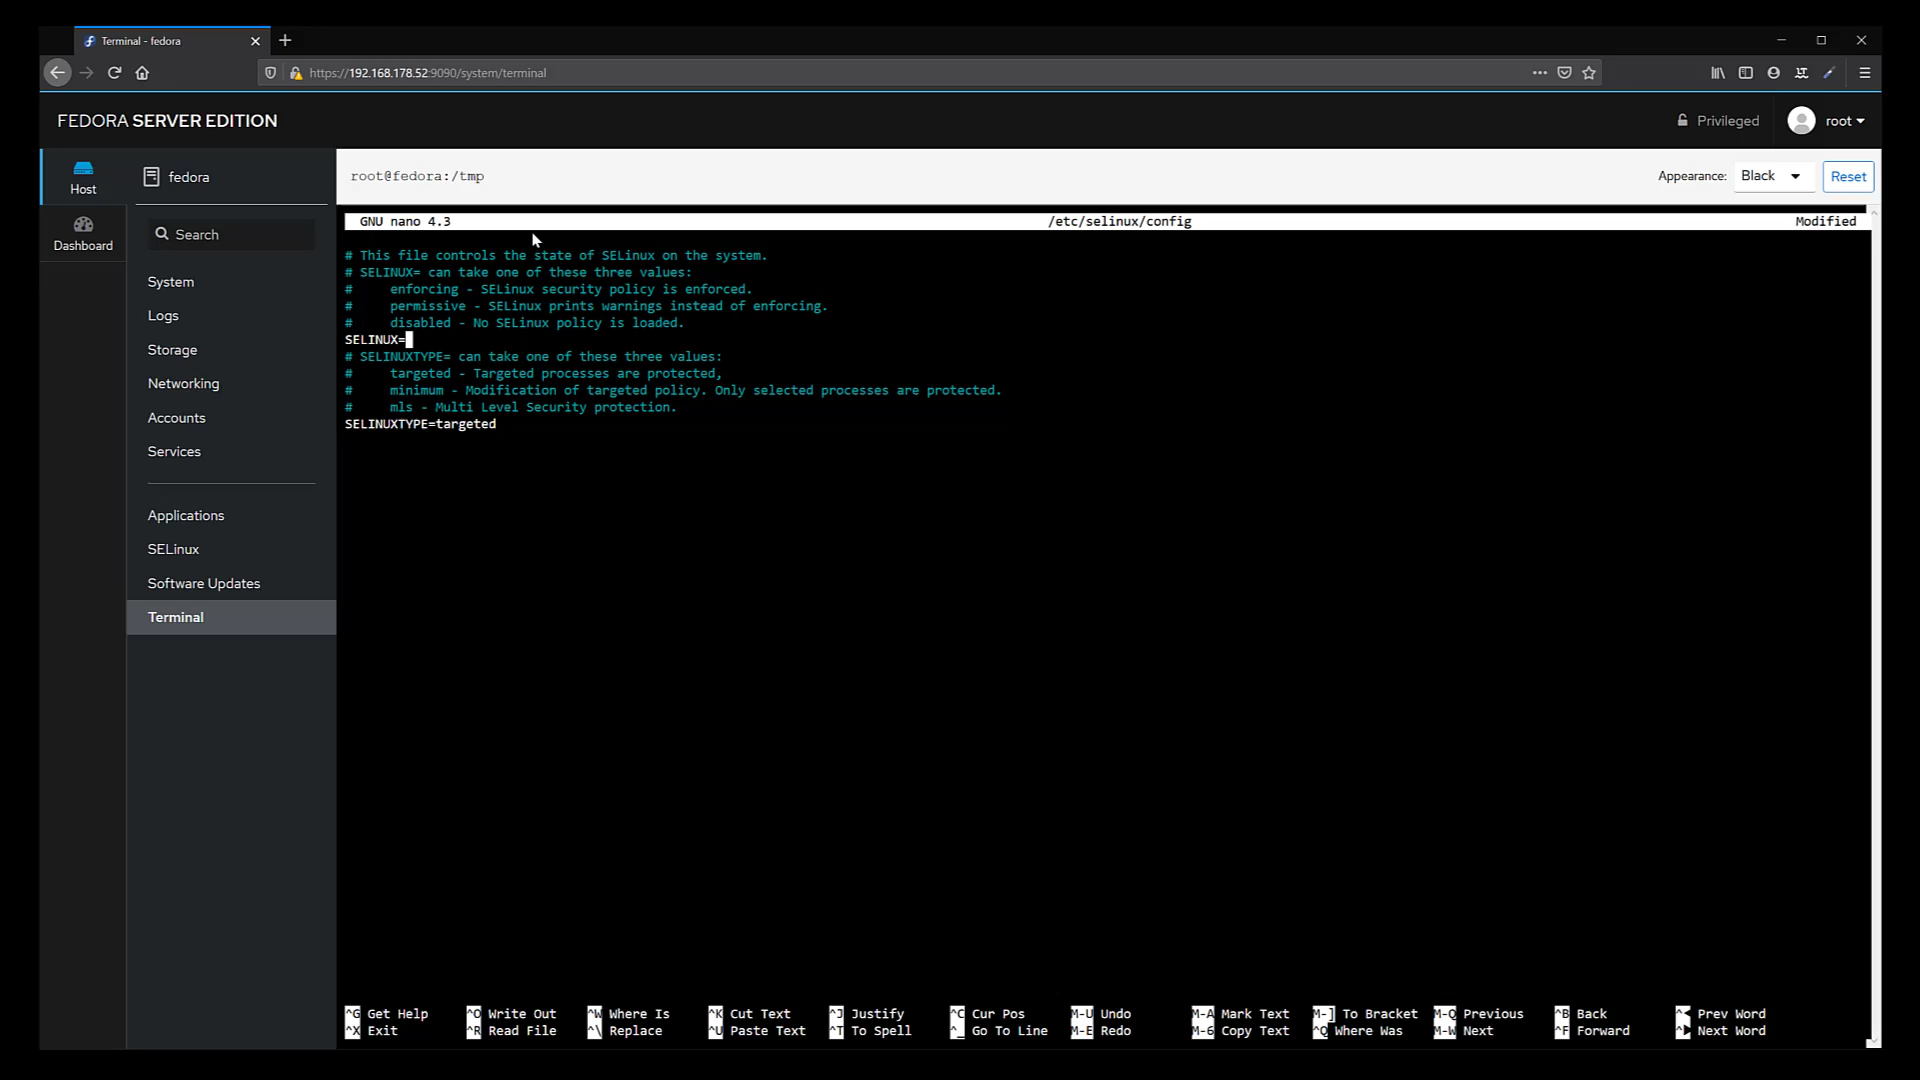 Terminal - fedora
https://192.168.178.52:9090/system/terminal
FEDORA SERVER EDITION
Privileged
root
Host
Dashboard
fedora
Search
System
Logs
Storage
Networking
Accounts
Services
Applications
SELinux
Software Updates
Terminal
root@fedora:/tmp
Appearance: Black
Reset
GNU nano 4.3 /etc/selinux/config Modified
# This file controls the state of SELinux on the system.
# SELINUX= can take one of these three values:
#     enforcing - SELinux security policy is enforced.
#     permissive - SELinux prints warnings instead of enforcing.
#     disabled - No SELinux policy is loaded.
SELINUX=
# SELINUXTYPE= can take one of these three values:
#     targeted - Targeted processes are protected,
#     minimum - Modification of targeted policy. Only selected processes are protected.
#     mls - Multi Level Security protection.
SELINUXTYPE=targeted
^G Get Help ^O Write Out ^W Where Is ^K Cut Text ^J Justify ^C Cur Pos M-U Undo M-A Mark Text M-] To Bracket M-Q Previous ^B Back ^◀ Prev Word
^X Exit ^R Read File ^\ Replace ^U Paste Text ^T To Spell ^_ Go To Line M-E Redo M-6 Copy Text ^Q Where Was M-W Next ^F Forward ^▶ Next Word